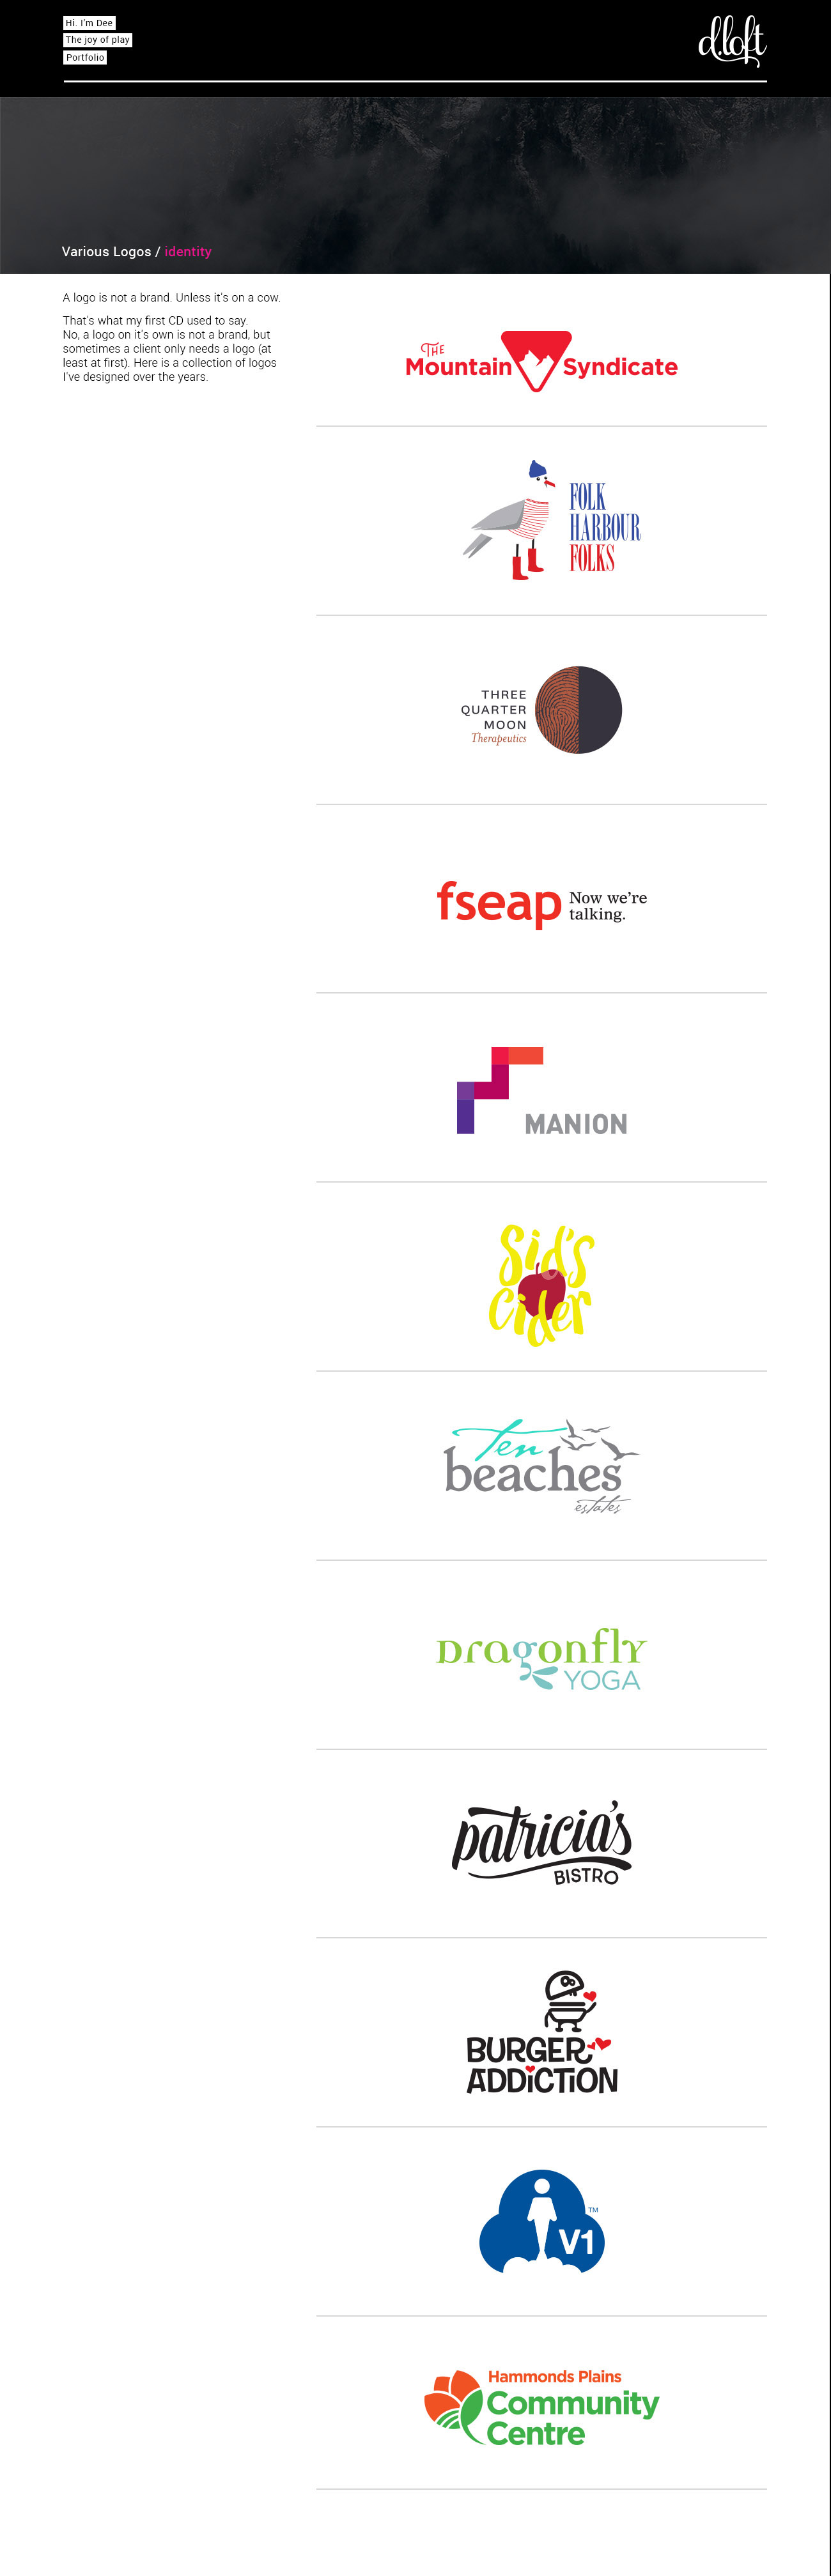 Hi. I'm Dee
The joy of play
Portfolio
d.loft
Various Logos / identity
A logo is not a brand. Unless it's on a cow.
That's what my first CD used to say.
No, a logo on it's own is not a brand, but
sometimes a client only needs a logo (at
least at first). Here is a collection of logos
I've designed over the years.
THE
Mountain Syndicate
FOLK
HARBOUR
FOLKS
THREE
QUARTER
MOON
Therapeutics
fseap Now we're
talking.
MANION
Sid's
Cider
ten
beaches
estates
Dragonfly
YOGA
patricia's
BISTRO
BURGER
ADDiCTiON
V1 TM
Hammonds Plains
Community
Centre